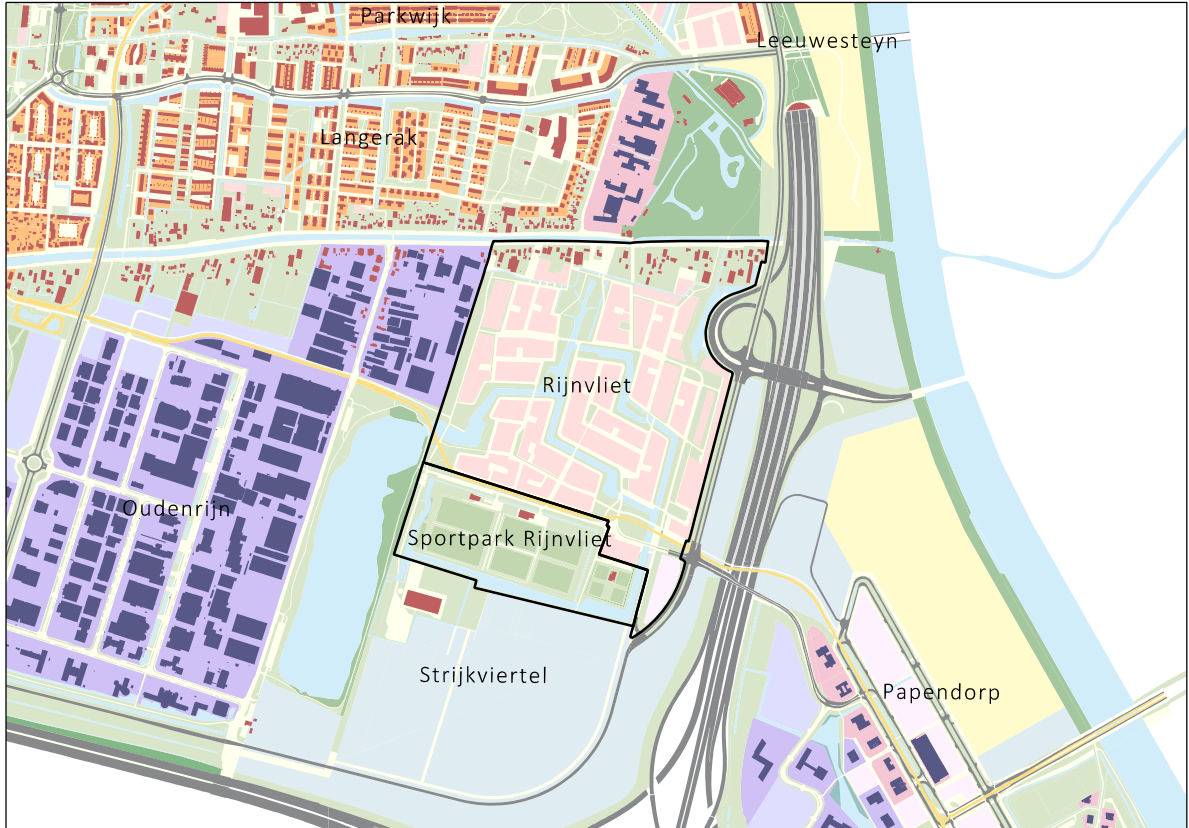 Parkwijk
Leeuwesteyn
Langerak
Rijnvliet
Oudenrijn
Sportpark Rijnvliet
Strijkviertel
Papendorp